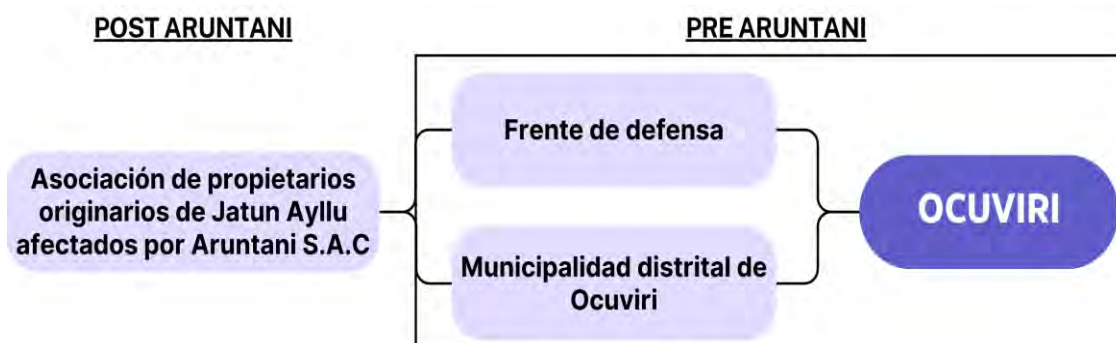 POST ARUNTANI
PRE ARUNTANI
Asociación de propietarios
originarios de Jatun Ayllu
afectados por Aruntani S.A.C
Frente de defensa
Municipalidad distrital de
Ocuviri
OCUVIRI